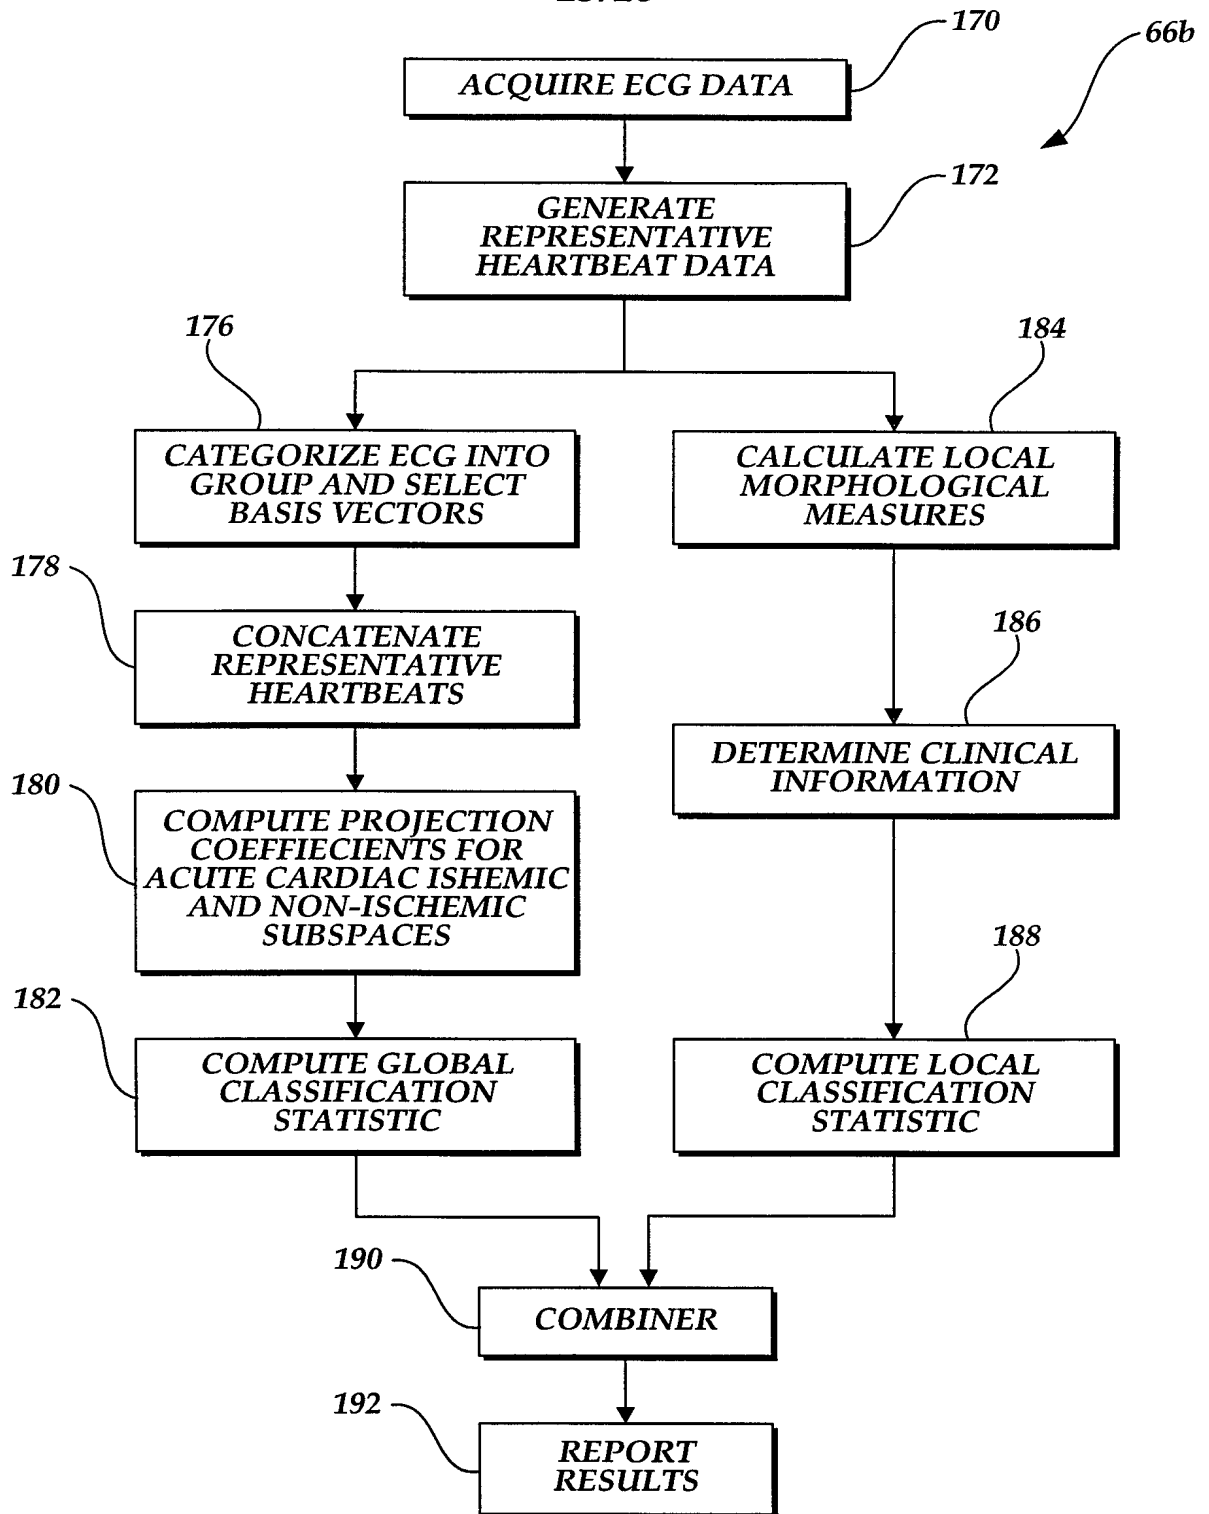 170
66b
ACQUIRE ECG DATA
172
GENERATE
REPRESENTATIVE
HEARTBEAT DATA
176
184
CATEGORIZE ECG INTO
GROUP AND SELECT
BASIS VECTORS
CALCULATE LOCAL
MORPHOLOGICAL
MEASURES
178
CONCATENATE
REPRESENTATIVE
HEARTBEATS
186
DETERMINE CLINICAL
INFORMATION
180
COMPUTE PROJECTION
COEFFIECIENTS FOR
ACUTE CARDIAC ISHEMIC
AND NON-ISCHEMIC
SUBSPACES
188
182
COMPUTE GLOBAL
CLASSIFICATION
STATISTIC
COMPUTE LOCAL
CLASSIFICATION
STATISTIC
190
COMBINER
192
REPORT
RESULTS